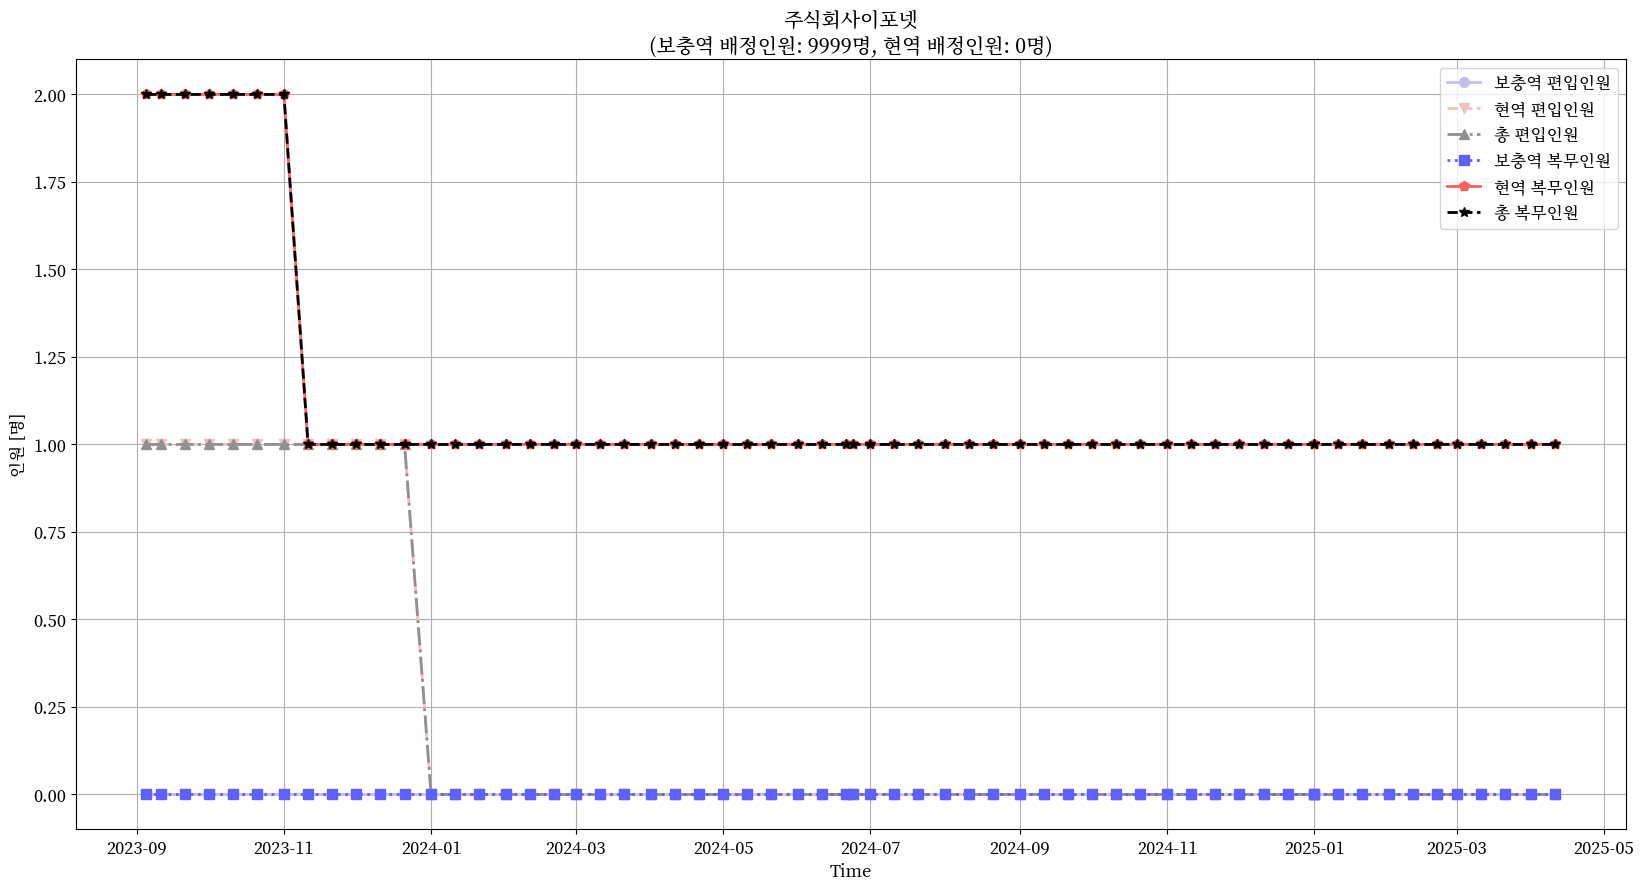 주식회사이포넷
(보충역 배정인원: 9999명, 현역 배정인원: 0명)
보충역 편입인원
현역 편입인원
총 편입인원
보충역 복무인원
현역 복무인원
총 복무인원
2.00
1.75
1.50
1.25
1.00
0.75
0.50
0.25
0.00
인원 [명]
2023-09
2023-11
2024-01
2024-03
2024-05
2024-07
2024-09
2024-11
2025-01
2025-03
2025-05
Time